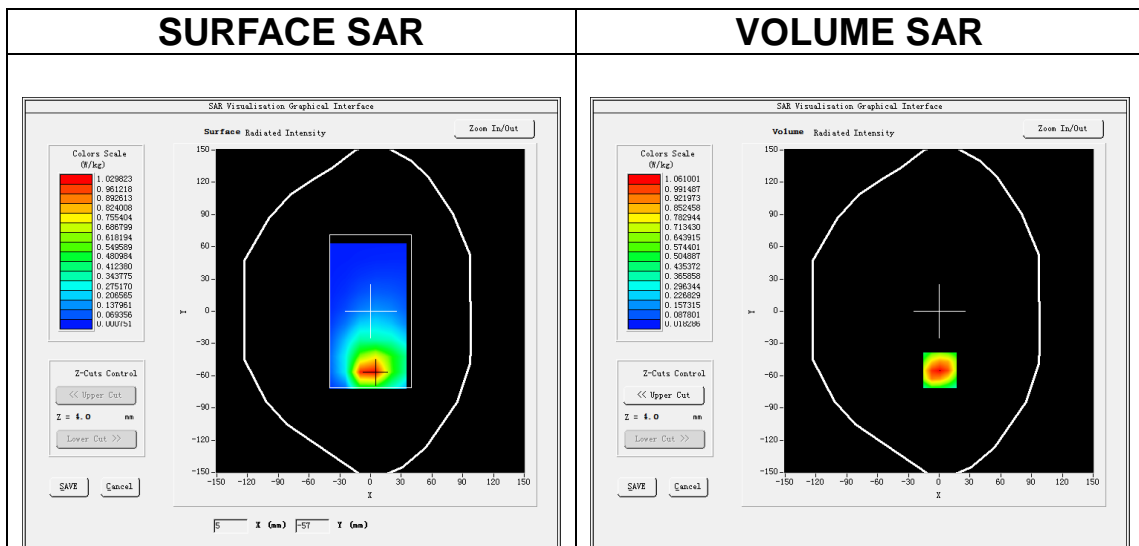 SURFACE SAR
VOLUME SAR
SAR Visualisation Graphical Interface
Surface Radiated Intensity
Zoom In/Out
Colors Scale
(W/kg)
1.029823
0.961218
0.892613
0.824008
0.755404
0.686799
0.618194
0.549589
0.480984
0.412380
0.343775
0.275170
0.206565
0.137961
0.069356
0.000751
150
120
90
60
30
0
-30
-60
-90
-120
-150
Y
-150 -120 -90 -60 -30 0 30 60 90 120 150
X
Z-Cuts Control
<< Upper Cut
Z = 4.0 mm
Lower Cut >>
SAVE Cancel
5 X (mm) -57 Y (mm)
SAR Visualisation Graphical Interface
Volume Radiated Intensity
Zoom In/Out
Colors Scale
(W/kg)
1.061001
0.991487
0.921973
0.852458
0.782944
0.713430
0.643915
0.574401
0.504887
0.435372
0.365858
0.296344
0.226829
0.157315
0.087801
0.018286
150
120
90
60
30
0
-30
-60
-90
-120
-150
Y
-150 -120 -90 -60 -30 0 30 60 90 120 150
X
Z-Cuts Control
<< Upper Cut
Z = 4.0 mm
Lower Cut >>
SAVE Cancel